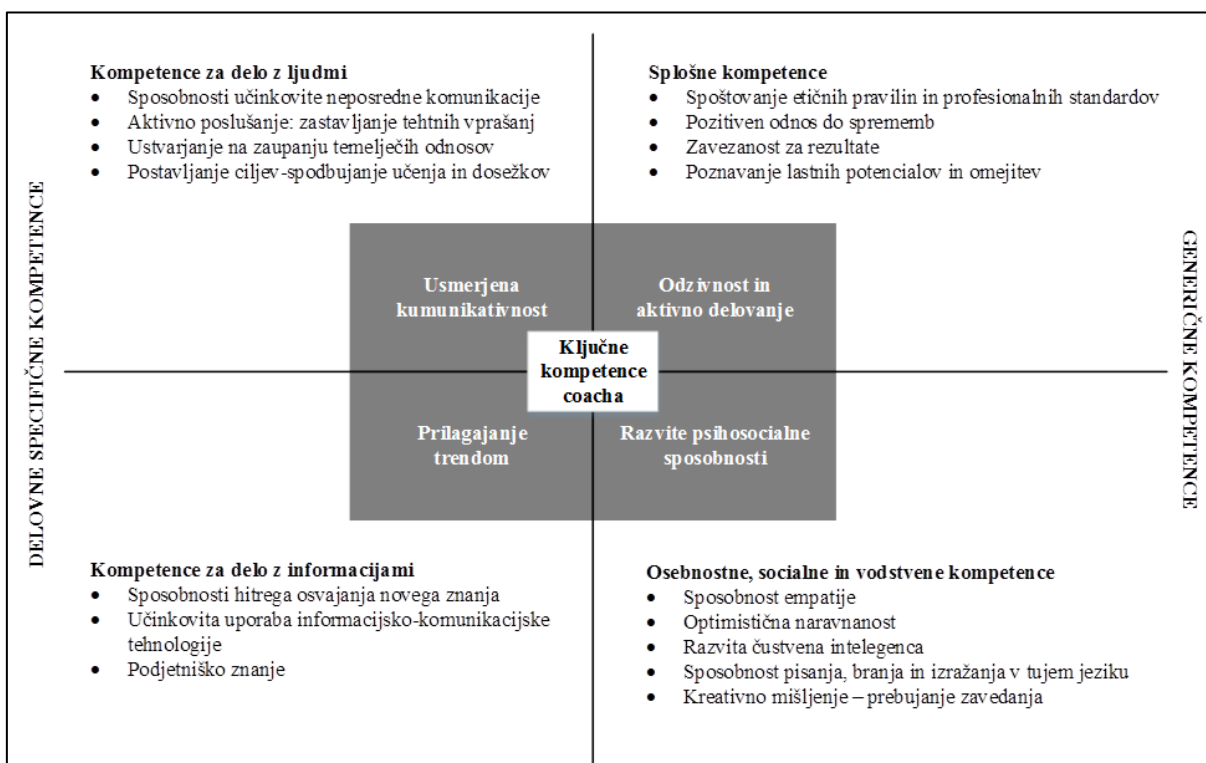 DELOVNE SPECIFIČNE KOMPETENCE
Kompetence za delo z ljudmi
• Sposobnosti učinkovite neposredne komunikacije
• Aktivno poslušanje: zastavljanje tehtnih vprašanj
• Ustvarjanje na zaupanju temelječih odnosov
• Postavljanje ciljev-spodbujanje učenja in dosežkov
Splošne kompetence
• Spoštovanje etičnih pravilin in profesionalnih standardov
• Pozitiven odnos do sprememb
• Zavezanost za rezultate
• Poznavanje lastnih potencialov in omejitev
Usmerjena
kumunikativnost
Odzivnost in
aktivno delovanje
Ključne
kompetence
coacha
Prilagajanje
trendom
Razvite psihosocialne
sposobnosti
Kompetence za delo z informacijami
• Sposobnosti hitrega osvajanja novega znanja
• Učinkovita uporaba informacijsko-komunikacijske
tehnologije
• Podjetniško znanje
Osebnostne, socialne in vodstvene kompetence
• Sposobnost empatije
• Optimistična naravnanost
• Razvita čustvena intelegenca
• Sposobnost pisanja, branja in izražanja v tujem jeziku
• Kreativno mišljenje – prebujanje zavedanja
GENERIČNE KOMPETENCE